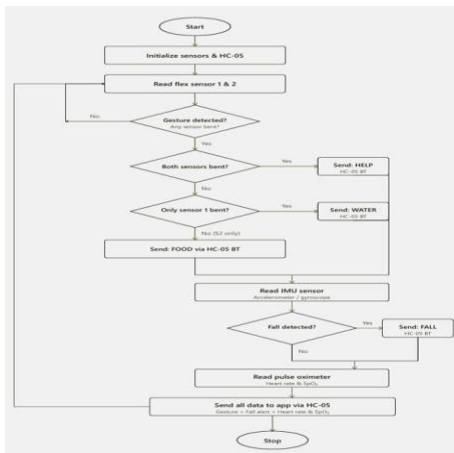 Start
Initialize sensors & HC-05
Read flex sensor 1 & 2
Gesture detected?
Any sensor bent?
No
Yes
Both sensors bent?
Yes
Send: HELP
HC-05 BT
No
Only sensor 1 bent?
Yes
Send: WATER
HC-05 BT
No (S2 only)
Send: FOOD via HC-05 BT
Read IMU sensor
Accelerometer / gyroscope
Fall detected?
Yes
Send: FALL
HC-05 BT
No
Read pulse oximeter
Heart rate & SpO₂
Send all data to app via HC-05
Gesture + Fall alert + Heart rate & SpO₂
Stop